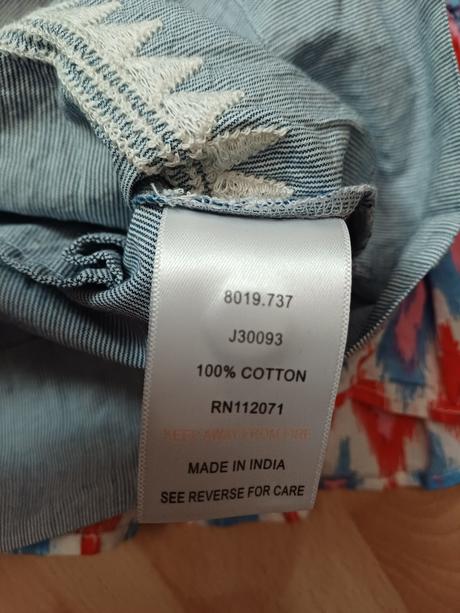 8019.737
J30093
100% COTTON
RN112071
KEEP AWAY FROM FIRE
MADE IN INDIA
SEE REVERSE FOR CARE